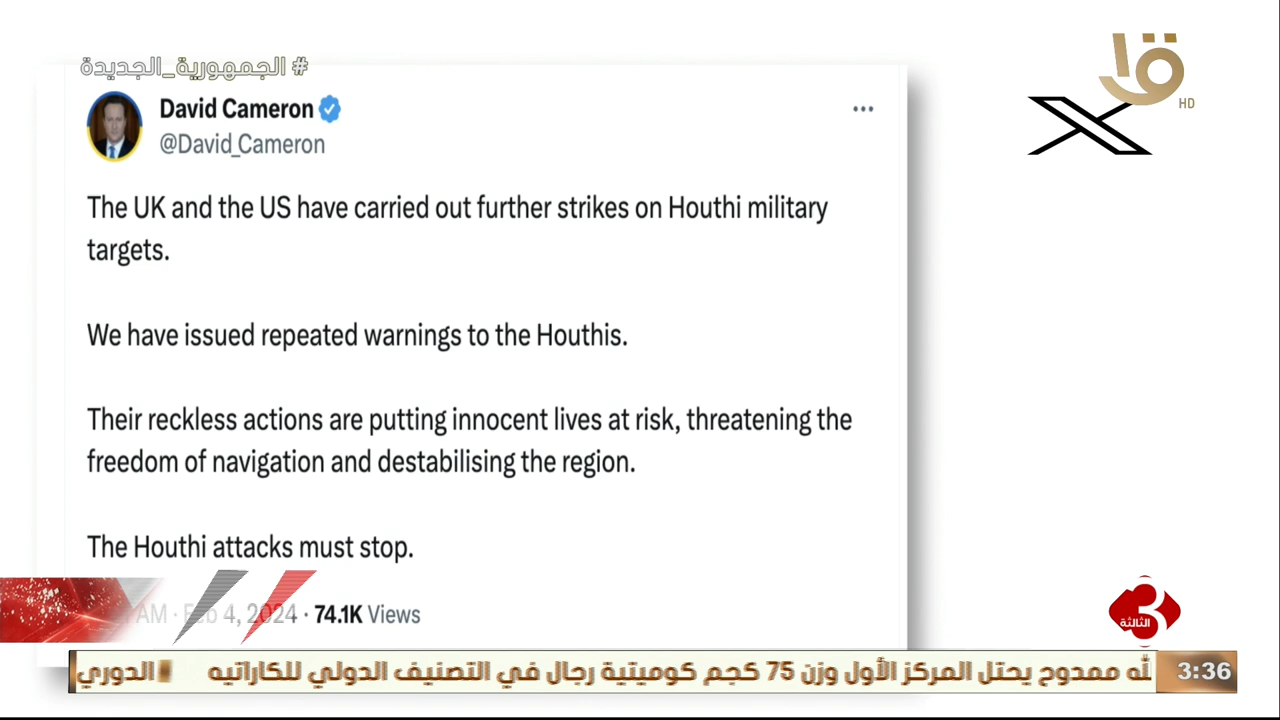 # الجمهورية_الجديدة
قا
HD
David Cameron
@David_Cameron
The UK and the US have carried out further strikes on Houthi military
targets.
We have issued repeated warnings to the Houthis.
Their reckless actions are putting innocent lives at risk, threatening the
freedom of navigation and destabilising the region.
The Houthi attacks must stop.
AM · Feb 4, 2024 · 74.1K Views
3
الثالثة
لله ممدوح يحتل المركز الأول وزن 75 كجم كوميتية رجال في التصنيف الدولي للكاراتيه الدوري
3:36